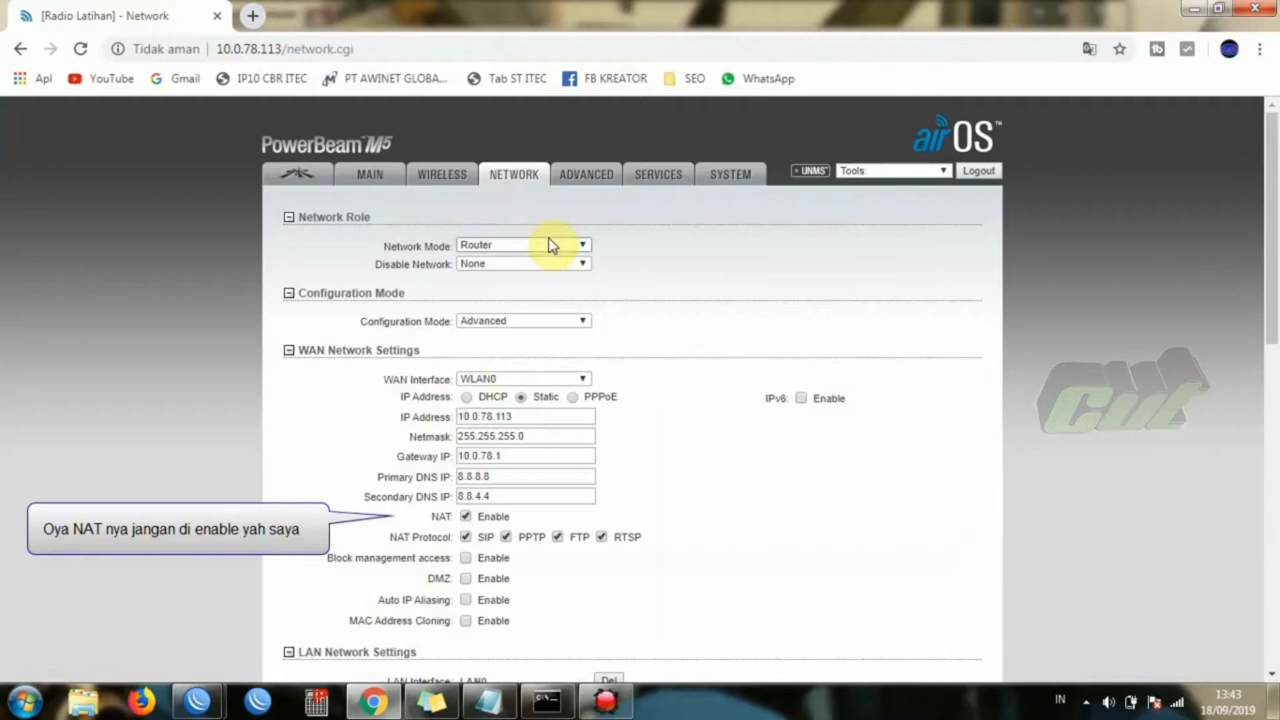 [Radio Latihan] - Network
Tidak aman
10.0.78.113/network.cgi
Apl
YouTube
Gmail
IP10 CBR ITEC
PT AWINET GLOBA...
Tab ST ITEC
FB KREATOR
SEO
WhatsApp
PowerBeam M5
airOS™
MAIN
WIRELESS
NETWORK
ADVANCED
SERVICES
SYSTEM
UNMS™
Tools:
Logout
Network Role
Network Mode: Router
Disable Network: None
Configuration Mode
Configuration Mode: Advanced
WAN Network Settings
WAN Interface: WLAN0
IP Address: DHCP Static PPPoE
IPv6: Enable
IP Address: 10.0.78.113
Netmask: 255.255.255.0
Gateway IP: 10.0.78.1
Primary DNS IP: 8.8.8.8
Secondary DNS IP: 8.8.4.4
NAT: Enable
Oya NAT nya jangan di enable yah saya
NAT Protocol: SIP PPTP FTP RTSP
Block management access: Enable
DMZ: Enable
Auto IP Aliasing: Enable
MAC Address Cloning: Enable
LAN Network Settings
LAN Interface: LAN0
Del
Cut
IN
13:43
18/09/2019